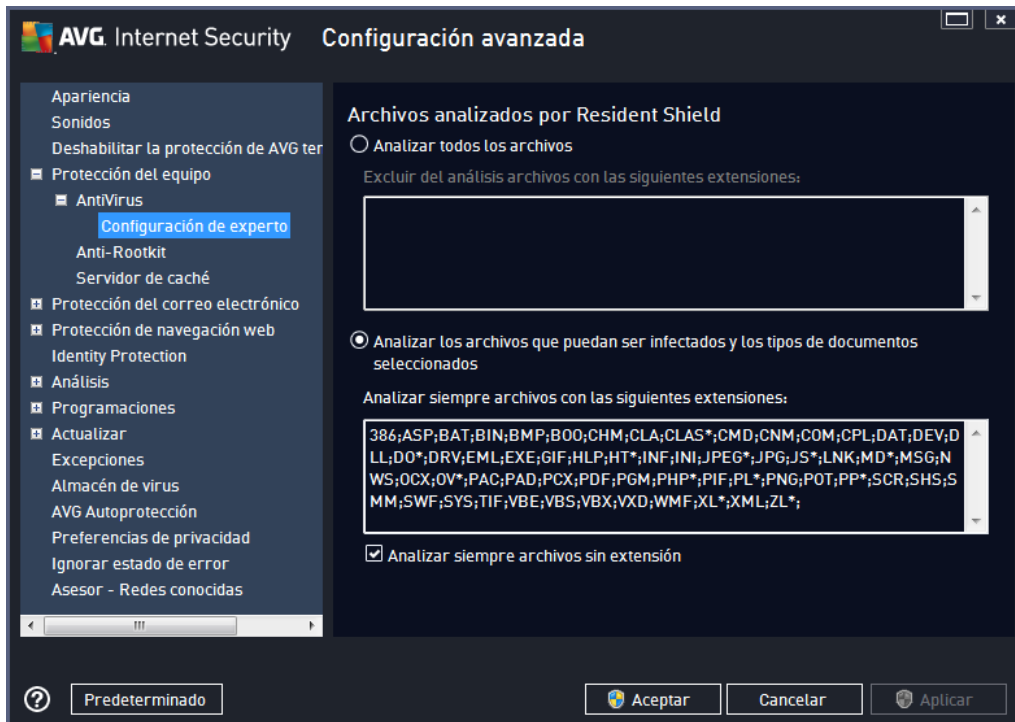 AVG. Internet Security Configuración avanzada
Apariencia
Sonidos
Deshabilitar la protección de AVG ter
Protección del equipo
AntiVirus
Configuración de experto
Anti-Rootkit
Servidor de caché
Protección del correo electrónico
Protección de navegación web
Identity Protection
Análisis
Programaciones
Actualizar
Excepciones
Almacén de virus
AVG Autoprotección
Preferencias de privacidad
Ignorar estado de error
Asesor - Redes conocidas
Archivos analizados por Resident Shield
Analizar todos los archivos
Excluir del análisis archivos con las siguientes extensiones:
Analizar los archivos que puedan ser infectados y los tipos de documentos
seleccionados
Analizar siempre archivos con las siguientes extensiones:
386;ASP;BAT;BIN;BMP;BOO;CHM;CLA;CLAS*;CMD;CNM;COM;CPL;DAT;DEV;D
LL;DO*;DRV;EML;EXE;GIF;HLP;HT*;INF;INI;JPEG*;JPG;JS*;LNK;MD*;MSG;N
WS;OCX;OV*;PAC;PAD;PCX;PDF;PGM;PHP*;PIF;PL*;PNG;POT;PP*;SCR;SHS;S
MM;SWF;SYS;TIF;VBE;VBS;VBX;VXD;WMF;XL*;XML;ZL*;
Analizar siempre archivos sin extensión
Predeterminado
Aceptar
Cancelar
Aplicar